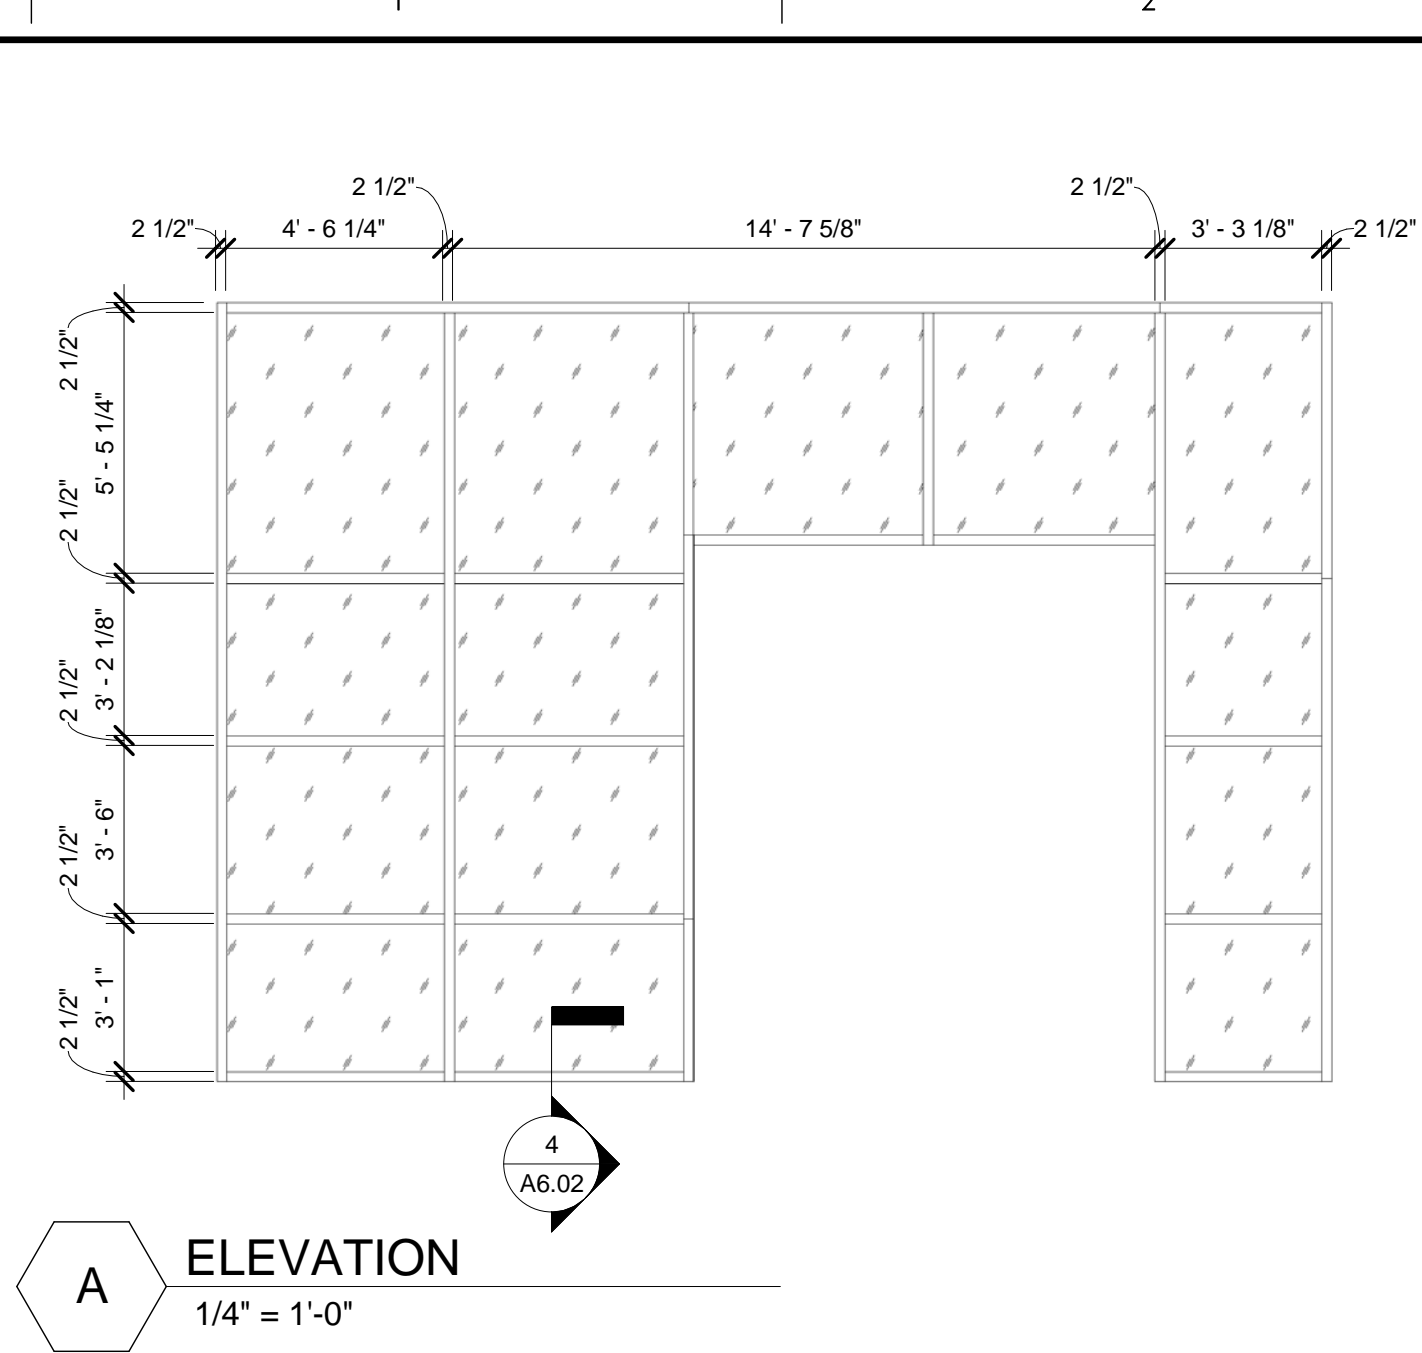 1 2
2 1/2" 2 1/2"
2 1/2" 4' - 6 1/4" 14' - 7 5/8" 3' - 3 1/8" 2 1/2"
2 1/2"
5' - 5 1/4"
2 1/2"
3' - 2 1/8"
2 1/2"
3' - 6"
2 1/2"
3' - 1"
2 1/2"
4
A6.02
A
ELEVATION
1/4" = 1'-0"